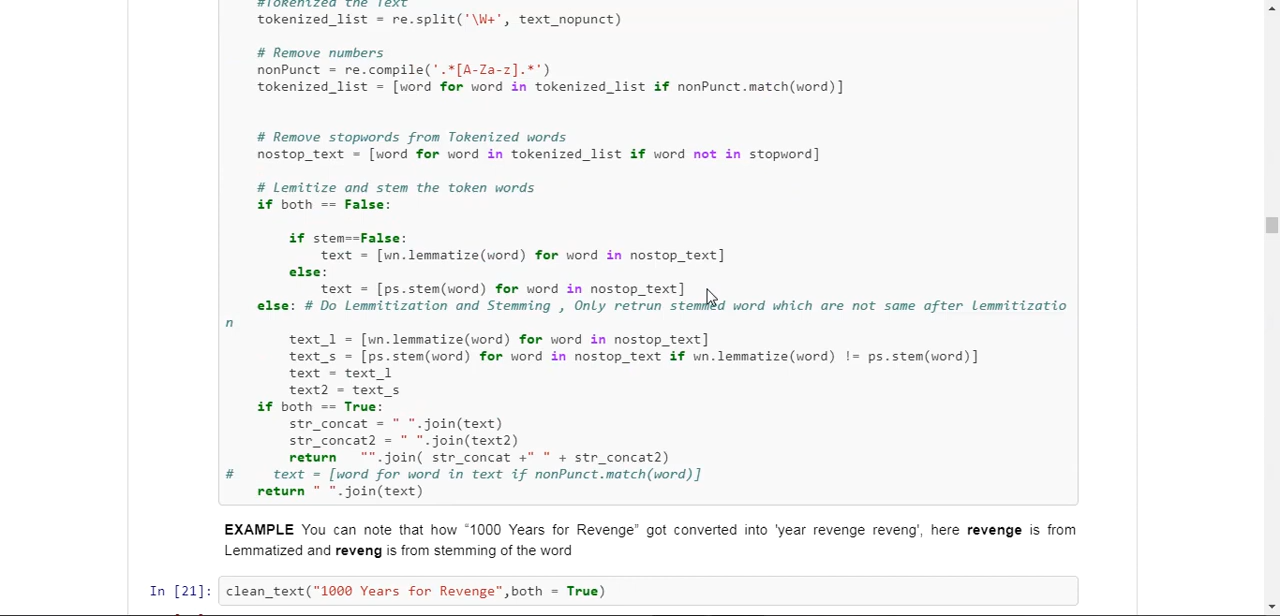 #Tokenized the Text
tokenized_list = re.split('\W+', text_nopunct)
# Remove numbers
nonPunct = re.compile('.*[A-Za-z].*')
tokenized_list = [word for word in tokenized_list if nonPunct.match(word)]
# Remove stopwords from Tokenized words
nostop_text = [word for word in tokenized_list if word not in stopword]
# Lemitize and stem the token words
if both == False:
if stem==False:
text = [wn.lemmatize(word) for word in nostop_text]
else:
text = [ps.stem(word) for word in nostop_text]
else: # Do Lemmitization and Stemming , Only retrun stemmed word which are not same after lemmitizatio
n
text_l = [wn.lemmatize(word) for word in nostop_text]
text_s = [ps.stem(word) for word in nostop_text if wn.lemmatize(word) != ps.stem(word)]
text = text_l
text2 = text_s
if both == True:
str_concat = " ".join(text)
str_concat2 = " ".join(text2)
return "".join( str_concat +" " + str_concat2)
# text = [word for word in text if nonPunct.match(word)]
return " ".join(text)
EXAMPLE You can note that how “1000 Years for Revenge” got converted into 'year revenge reveng', here revenge is from
Lemmatized and reveng is from stemming of the word
In [21]: clean_text("1000 Years for Revenge",both = True)